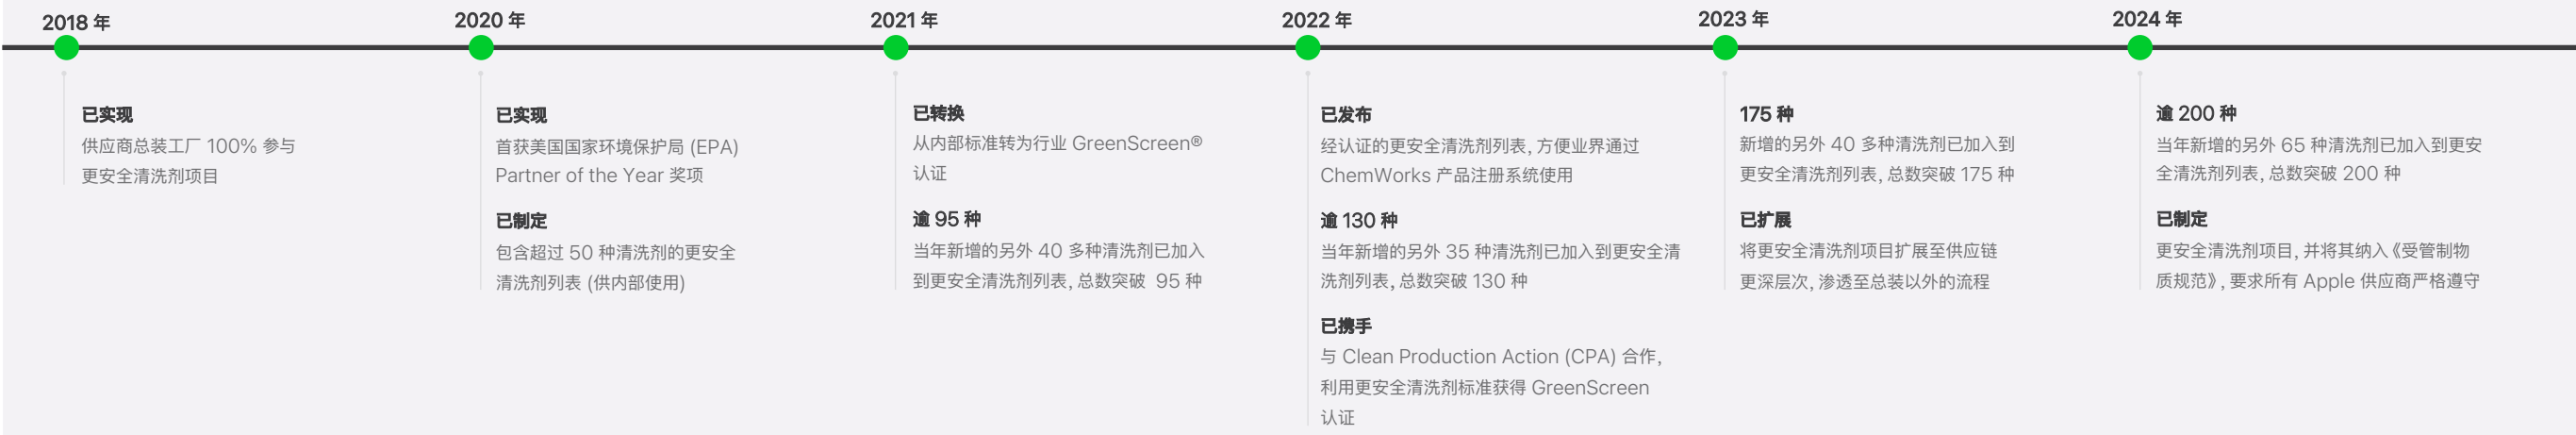 2018 年
已实现
供应商总装工厂 100% 参与
更安全清洗剂项目
2020 年
已实现
首获美国国家环境保护局 (EPA)
Partner of the Year 奖项
已制定
包含超过 50 种清洗剂的更安全
清洗剂列表 (供内部使用)
2021 年
已转换
从内部标准转为行业 GreenScreen®
认证
逾 95 种
当年新增的另外 40 多种清洗剂已加入
到更安全清洗剂列表, 总数突破 95 种
2022 年
已发布
经认证的更安全清洗剂列表, 方便业界通过
ChemWorks 产品注册系统使用
逾 130 种
当年新增的另外 35 种清洗剂已加入到更安全清
洗剂列表, 总数突破 130 种
已携手
与 Clean Production Action (CPA) 合作,
利用更安全清洗剂标准获得 GreenScreen
认证
2023 年
175 种
新增的另外 40 多种清洗剂已加入到
更安全清洗剂列表, 总数突破 175 种
已扩展
将更安全清洗剂项目扩展至供应链
更深层次, 渗透至总装以外的流程
2024 年
逾 200 种
当年新增的另外 65 种清洗剂已加入到更安
全清洗剂列表, 总数突破 200 种
已制定
更安全清洗剂项目, 并将其纳入《受管制物
质规范》, 要求所有 Apple 供应商严格遵守